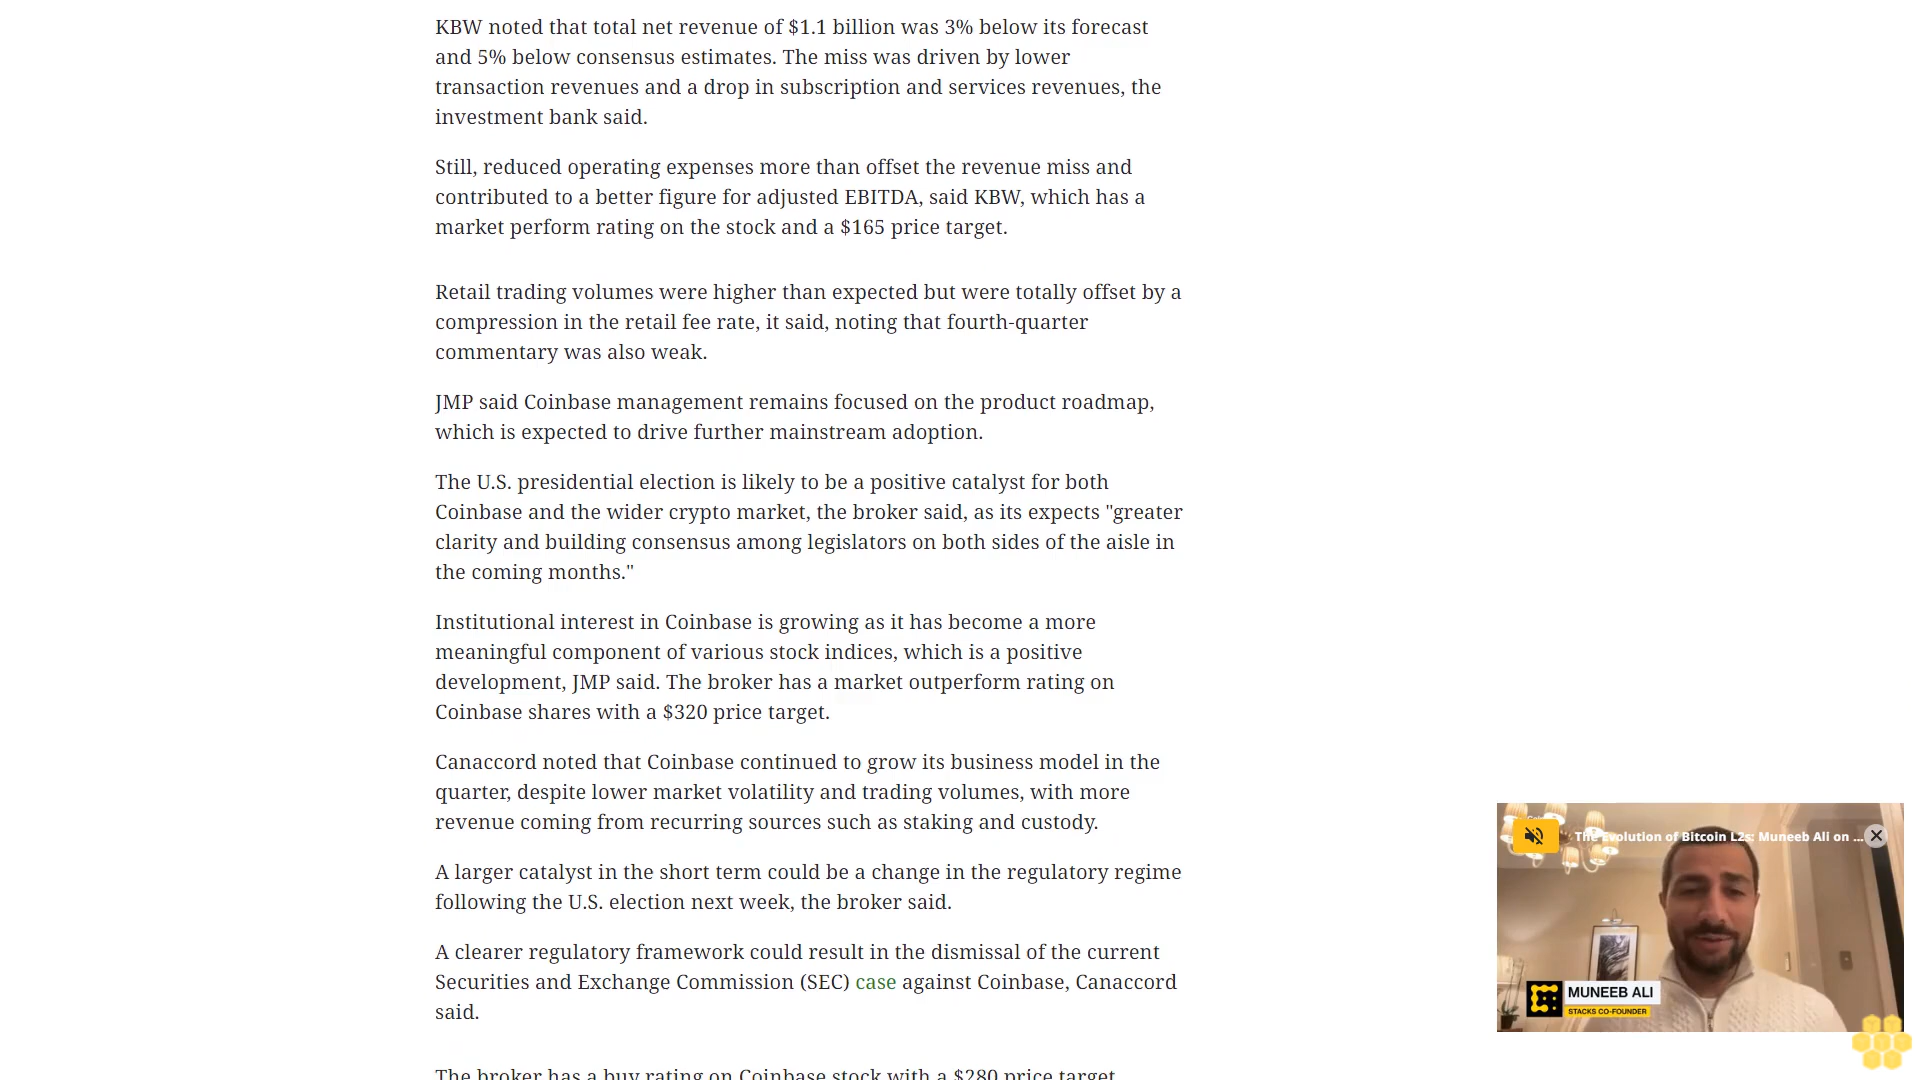 KBW noted that total net revenue of $1.1 billion was 3% below its forecast
and 5% below consensus estimates. The miss was driven by lower
transaction revenues and a drop in subscription and services revenues, the
investment bank said.
Still, reduced operating expenses more than offset the revenue miss and
contributed to a better figure for adjusted EBITDA, said KBW, which has a
market perform rating on the stock and a $165 price target.
Retail trading volumes were higher than expected but were totally offset by a
compression in the retail fee rate, it said, noting that fourth-quarter
commentary was also weak.
JMP said Coinbase management remains focused on the product roadmap,
which is expected to drive further mainstream adoption.
The U.S. presidential election is likely to be a positive catalyst for both
Coinbase and the wider crypto market, the broker said, as its expects "greater
clarity and building consensus among legislators on both sides of the aisle in
the coming months."
Institutional interest in Coinbase is growing as it has become a more
meaningful component of various stock indices, which is a positive
development, JMP said. The broker has a market outperform rating on
Coinbase shares with a $320 price target.
Canaccord noted that Coinbase continued to grow its business model in the
quarter, despite lower market volatility and trading volumes, with more
revenue coming from recurring sources such as staking and custody.
A larger catalyst in the short term could be a change in the regulatory regime
following the U.S. election next week, the broker said.
A clearer regulatory framework could result in the dismissal of the current
Securities and Exchange Commission (SEC) case against Coinbase, Canaccord
said.
The broker has a buy rating on Coinbase stock with a $280 price target.
The Evolution of Bitcoin L2s: Muneeb Ali on ...
MUNEEB ALI
STACKS CO-FOUNDER